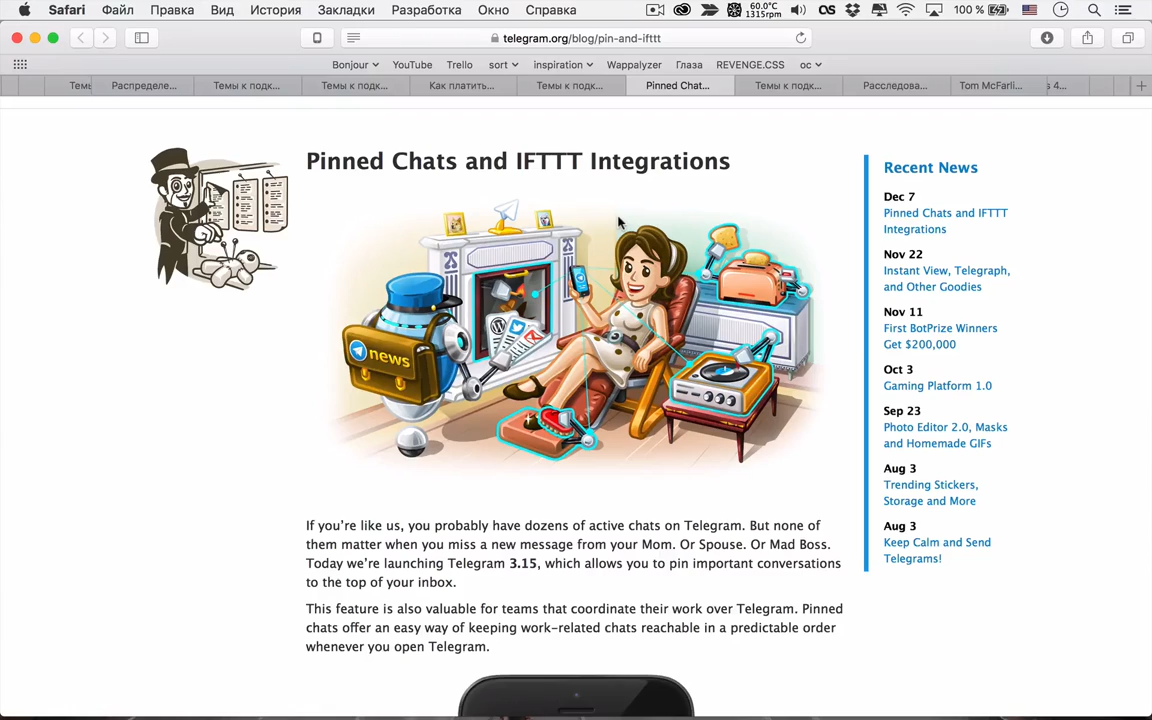 Safari Файл Правка Вид История Закладки Разработка Окно Справка 60.0°C 1315rpm 100 %
telegram.org/blog/pin-and-ifttt
Bonjour YouTube Trello sort inspiration Wappalyzer Глаза REVENGE.CSS ос
Темы Распределе... Темы к подк... Темы к подк... Как платить... Темы к подк... Pinned Chat... Темы к подк... Расследова... Tom McFarli... 4...
Pinned Chats and IFTTT Integrations
news
If you're like us, you probably have dozens of active chats on Telegram. But none of
them matter when you miss a new message from your Mom. Or Spouse. Or Mad Boss.
Today we're launching Telegram 3.15, which allows you to pin important conversations
to the top of your inbox.
This feature is also valuable for teams that coordinate their work over Telegram. Pinned
chats offer an easy way of keeping work-related chats reachable in a predictable order
whenever you open Telegram.
Recent News
Dec 7
Pinned Chats and IFTTT
Integrations
Nov 22
Instant View, Telegraph,
and Other Goodies
Nov 11
First BotPrize Winners
Get $200,000
Oct 3
Gaming Platform 1.0
Sep 23
Photo Editor 2.0, Masks
and Homemade GIFs
Aug 3
Trending Stickers,
Storage and More
Aug 3
Keep Calm and Send
Telegrams!